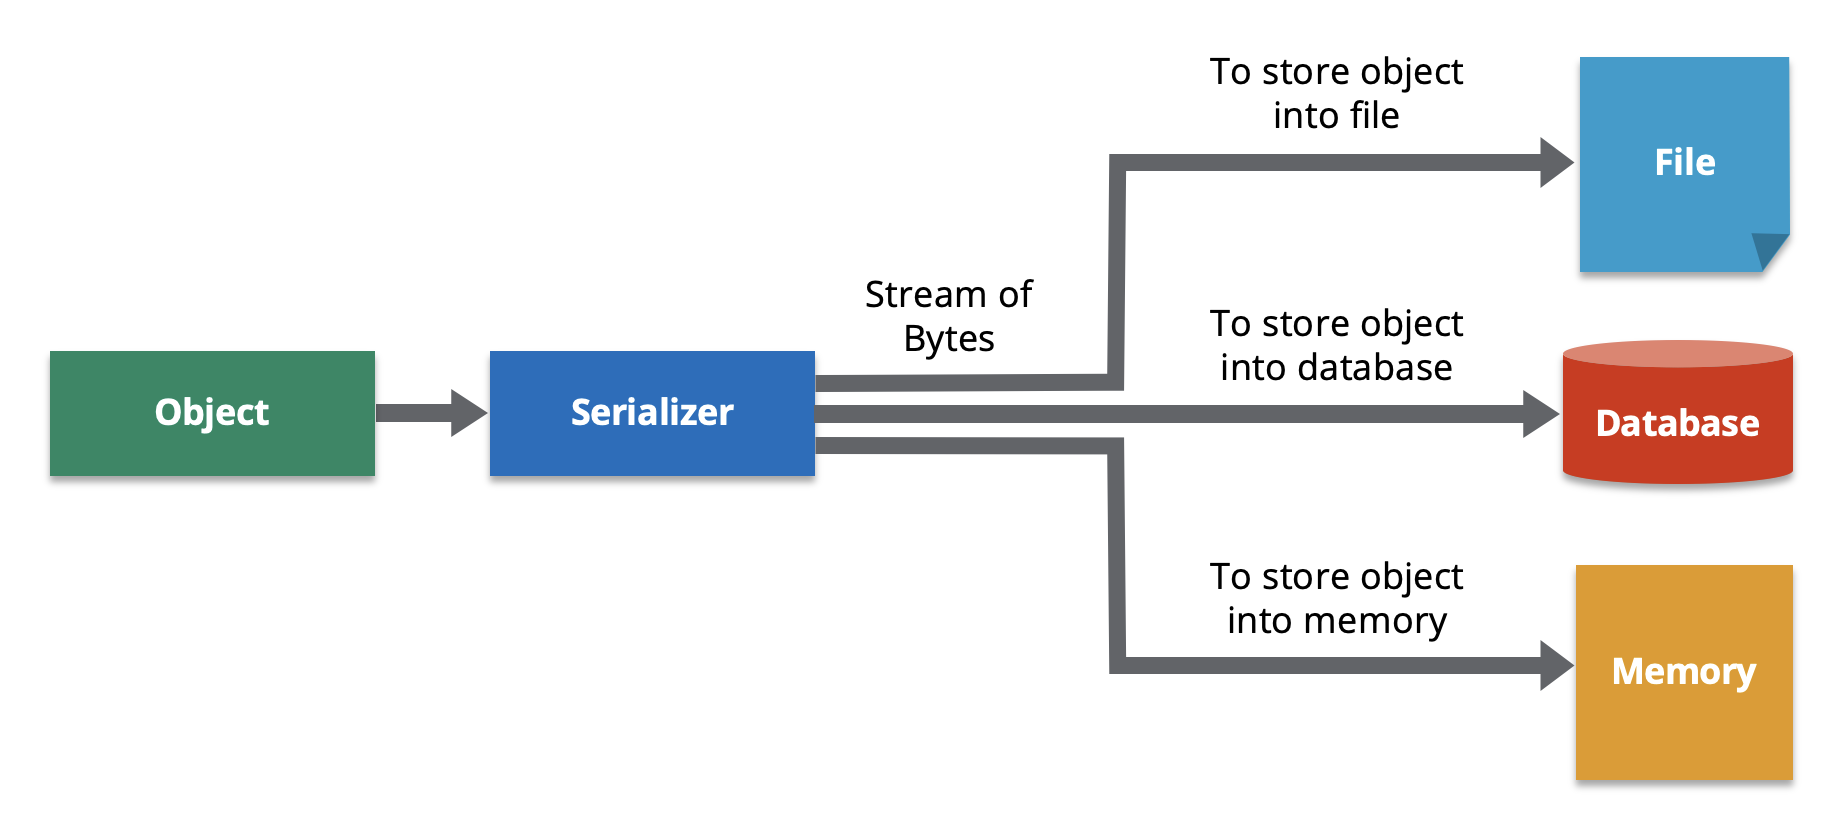 To store object
into file
File
Stream of
Bytes
To store object
into database
Object
Serializer
Database
To store object
into memory
Memory